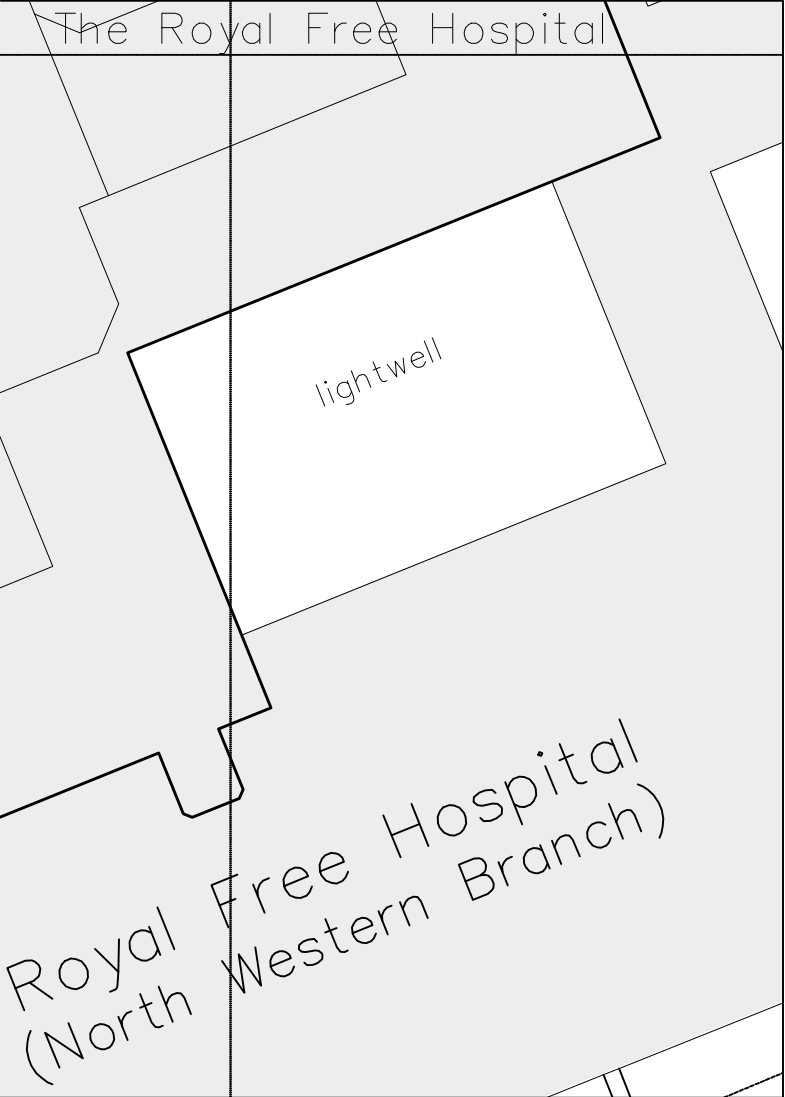 The Royal Free Hospital
lightwell
Royal Free Hospital
(North Western Branch)